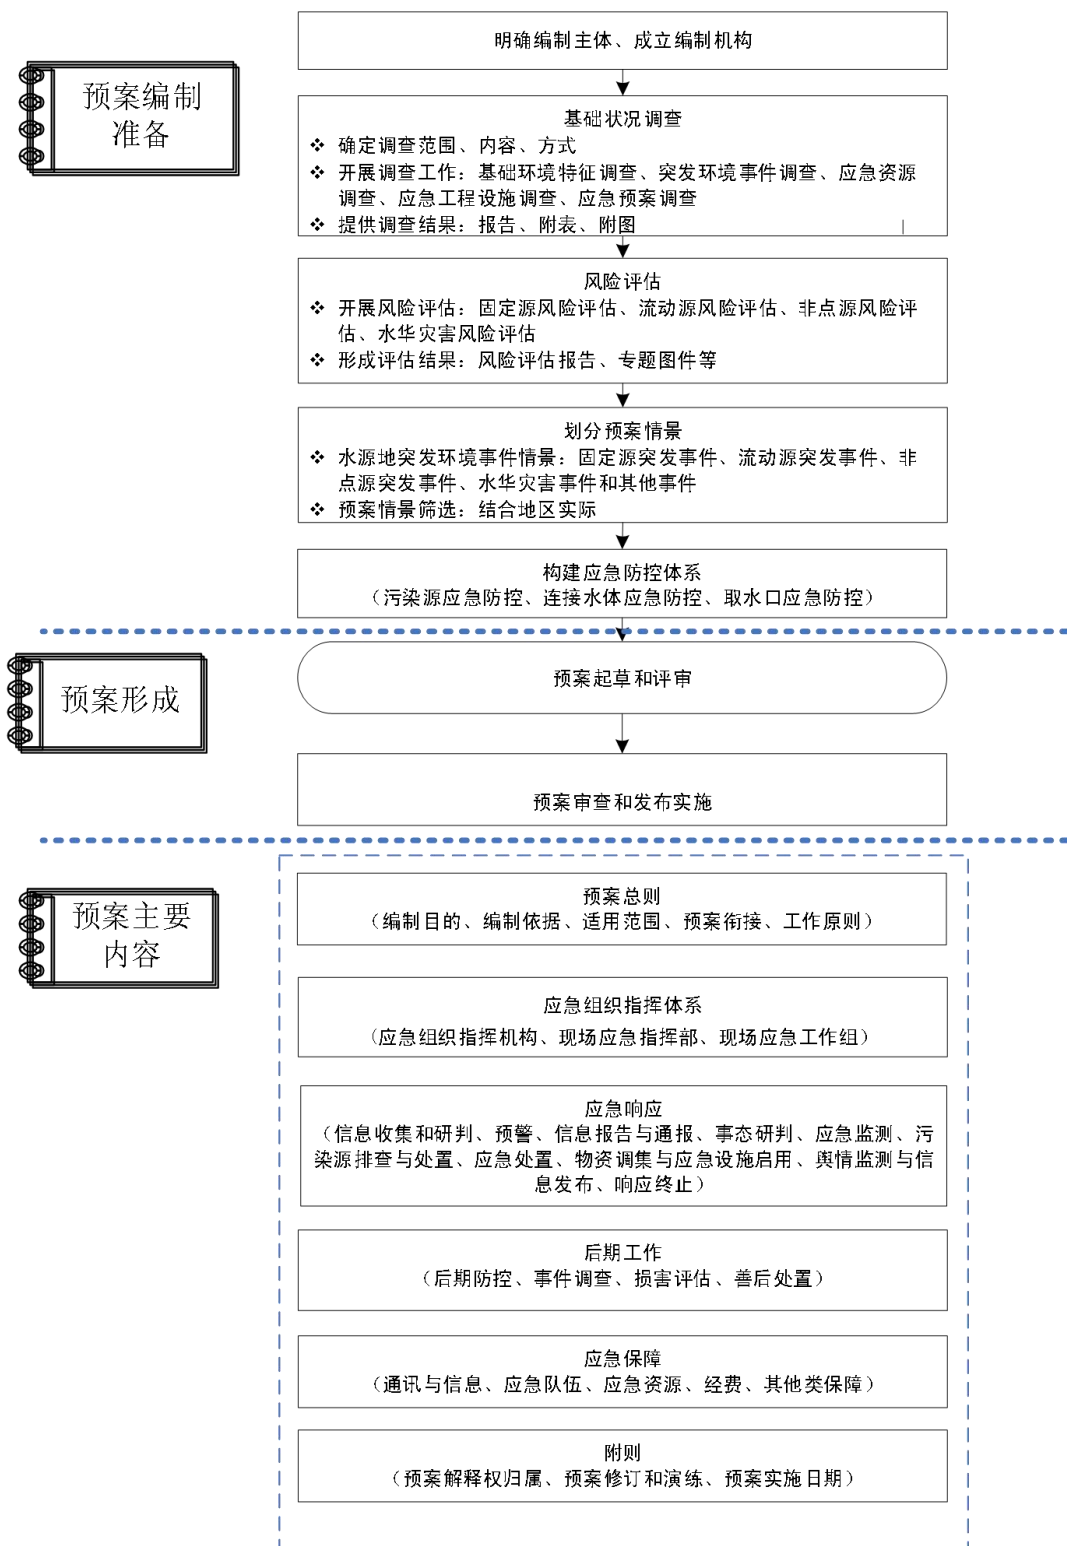 明确编制主体、成立编制机构
预案编制
准备
基础状况调查
❖ 确定调查范围、内容、方式
❖ 开展调查工作：基础环境特征调查、突发环境事件调查、应急资源
调查、应急工程设施调查、应急预案调查
❖ 提供调查结果：报告、附表、附图
风险评估
❖ 开展风险评估：固定源风险评估、流动源风险评估、非点源风险评
估、水华灾害风险评估
❖ 形成评估结果：风险评估报告、专题图件等
划分预案情景
❖ 水源地突发环境事件情景：固定源突发事件、流动源突发事件、非
点源突发事件、水华灾害事件和其他事件
❖ 预案情景筛选：结合地区实际
构建应急防控体系
（污染源应急防控、连接水体应急防控、取水口应急防控）
预案形成
预案起草和评审
预案审查和发布实施
预案主要
内容
预案总则
（编制目的、编制依据、适用范围、预案衔接、工作原则）
应急组织指挥体系
（应急组织指挥机构、现场应急指挥部、现场应急工作组）
应急响应
（信息收集和研判、预警、信息报告与通报、事态研判、应急监测、污
染源排查与处置、应急处置、物资调集与应急设施启用、舆情监测与信
息发布、响应终止）
后期工作
（后期防控、事件调查、损害评估、善后处置）
应急保障
（通讯与信息、应急队伍、应急资源、经费、其他类保障）
附则
（预案解释权归属、预案修订和演练、预案实施日期）